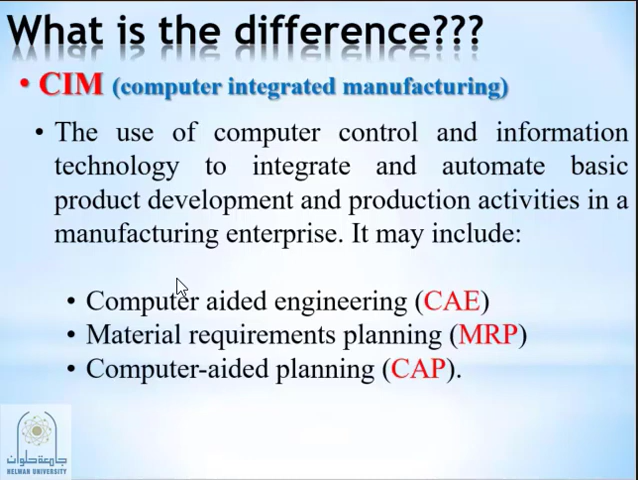 What is the difference???
• CIM (computer integrated manufacturing)
• The use of computer control and information
technology to integrate and automate basic
product development and production activities in a
manufacturing enterprise. It may include:
• Computer aided engineering (CAE)
• Material requirements planning (MRP)
• Computer-aided planning (CAP).
جامعة حلوان
HELWAN UNIVERSITY